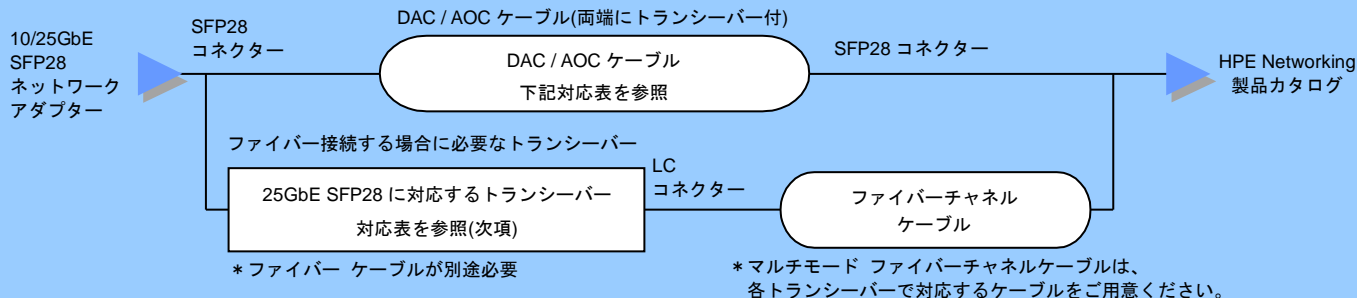 10/25GbE
SFP28
ネットワーク
アダプター
SFP28
コネクター
DAC / AOC ケーブル(両端にトランシーバー付)
DAC / AOC ケーブル
下記対応表を参照
SFP28 コネクター
HPE Networking
製品カタログ
ファイバー接続する場合に必要なトランシーバー
25GbE SFP28 に対応するトランシーバー
対応表を参照(次項)
LC
コネクター
ファイバーチャネル
ケーブル
*ファイバー ケーブルが別途必要
*マルチモード ファイバーチャネルケーブルは、
各トランシーバーで対応するケーブルをご用意ください。